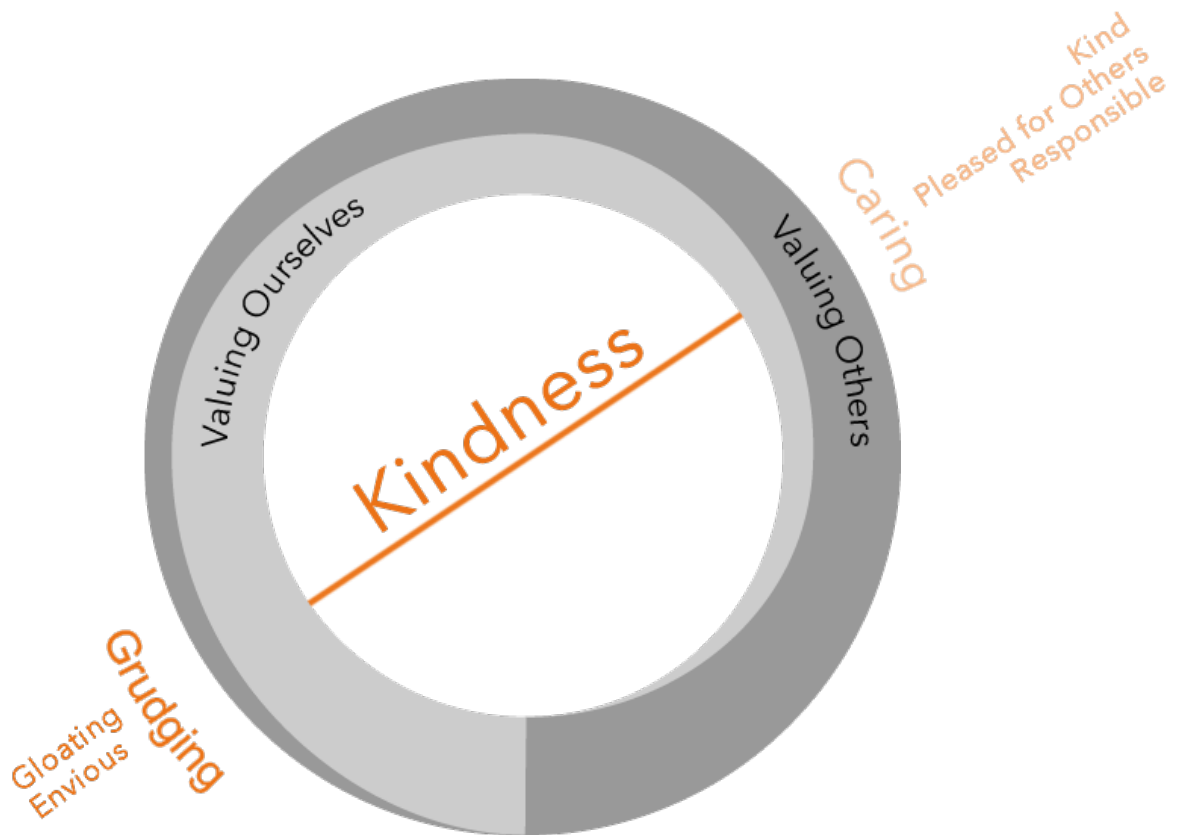 Kind
Pleased for Others
Responsible
Caring
Valuing Others
Valuing Ourselves
Kindness
Grudging
Gloating
Envious